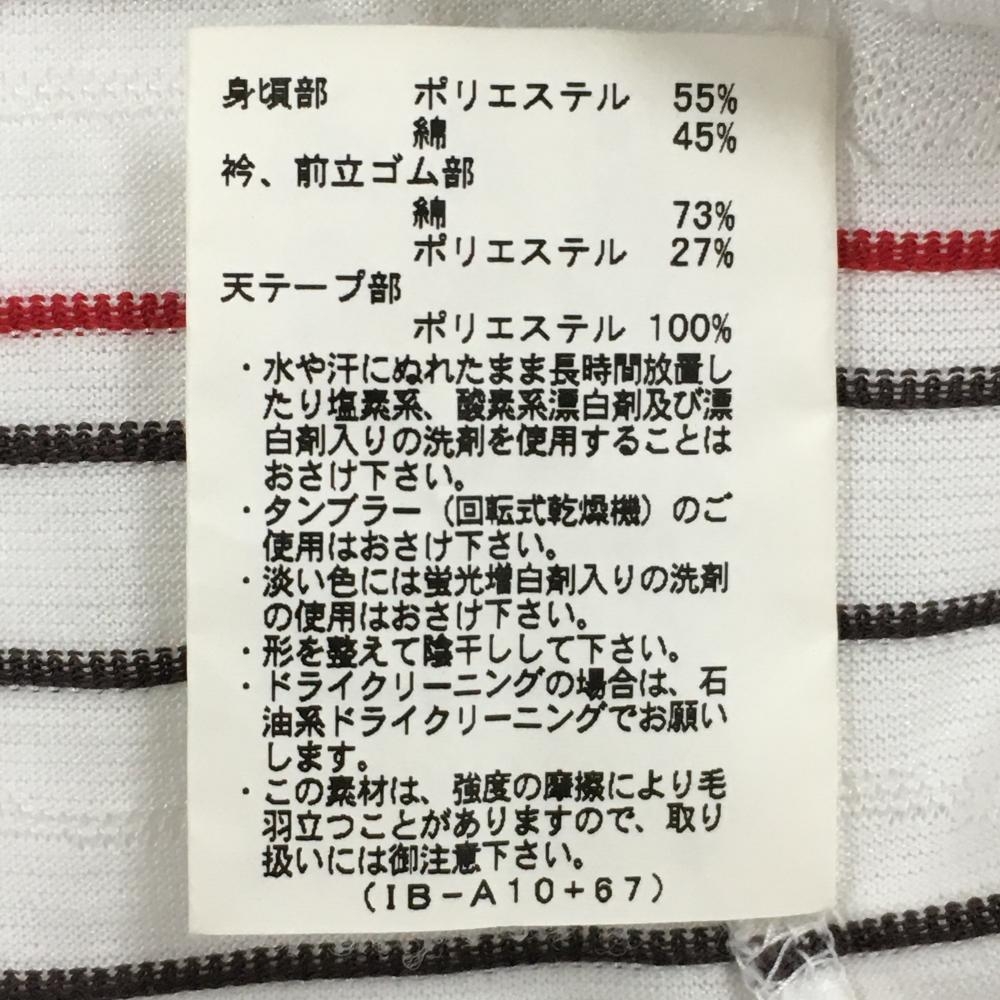 身頃部　ポリエステル　55%
綿　45%
衿、前立ゴム部
綿　73%
ポリエステル　27%
天テープ部
ポリエステル　100%
・水や汗にぬれたまま長時間放置し
たり塩素系、酸素系漂白剤及び漂
白剤入りの洗剤を使用することは
おさけ下さい。
・タンブラー（回転式乾燥機）のご
使用はおさけ下さい。
・淡い色には蛍光増白剤入りの洗剤
の使用はおさけ下さい。
・形を整えて陰干しして下さい。
・ドライクリーニングの場合は、石
油系ドライクリーニングでお願い
します。
・この素材は、強度の摩擦により毛
羽立つことがありますので、取り
扱いには御注意下さい。
（IB－A10＋67）